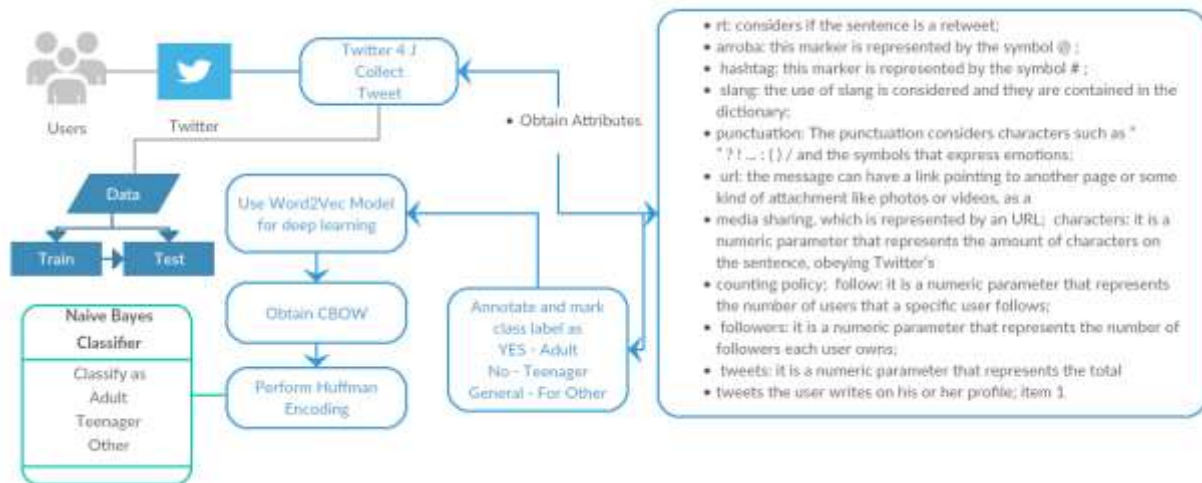 Users
Twitter
Twitter 4 J
Collect
Tweet
• Obtain Attributes
Data
Train
Test
Use Word2Vec Model
for deep learning
Obtain CBOW
Perform Huffman
Encoding
Annotate and mark
class label as
YES - Adult
No - Teenager
General - For Other
Naive Bayes
Classifier
Classify as
Adult
Teenager
Other
• rt: considers if the sentence is a retweet;
• arroba: this marker is represented by the symbol @ ;
• hashtag: this marker is represented by the symbol # ;
• slang: the use of slang is considered and they are contained in the
dictionary;
• punctuation: The punctuation considers characters such as "
" ? ! ... : ( ) / and the symbols that express emotions;
• url: the message can have a link pointing to another page or some
kind of attachment like photos or videos, as a
• media sharing, which is represented by an URL; characters: it is a
numeric parameter that represents the amount of characters on
the sentence, obeying Twitter's
• counting policy; follow: it is a numeric parameter that represents
the number of users that a specific user follows;
• followers: it is a numeric parameter that represents the number of
followers each user owns;
• tweets: it is a numeric parameter that represents the total
• tweets the user writes on his or her profile; item 1